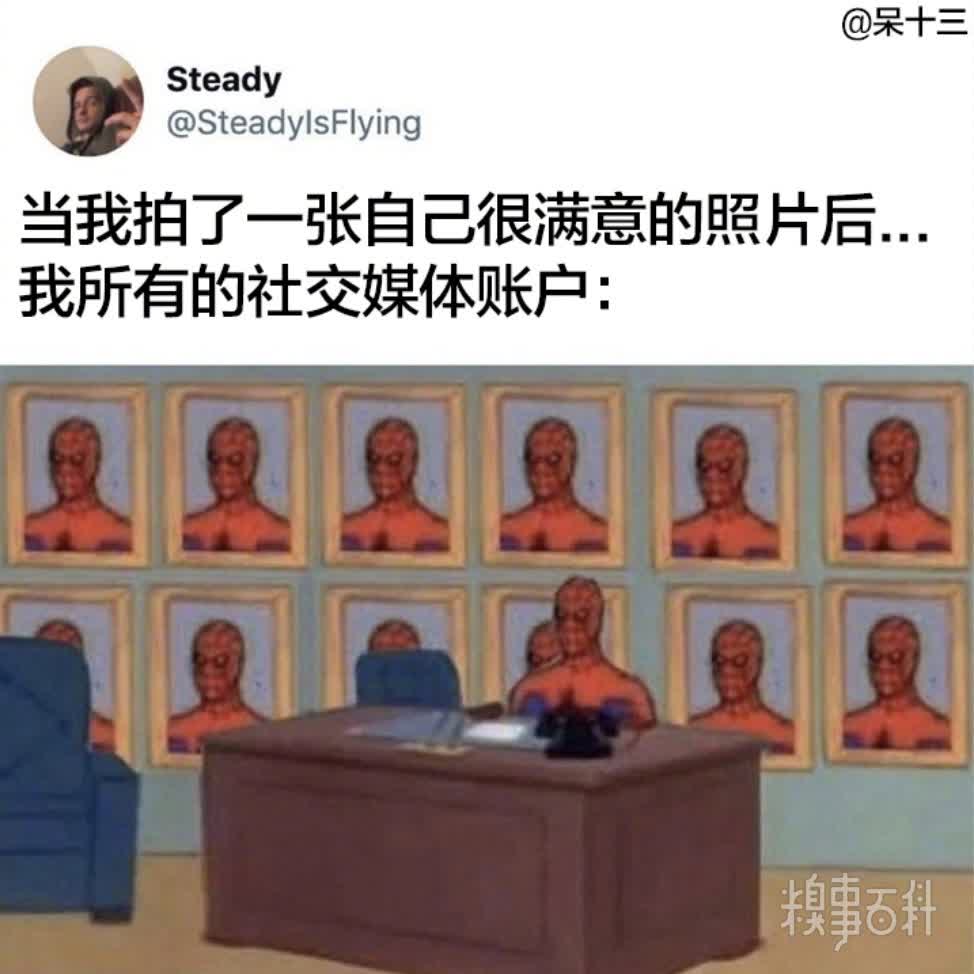 @呆十三
Steady
@SteadyIsFlying
当我拍了一张自己很满意的照片后...
我所有的社交媒体账户：
糗事百科